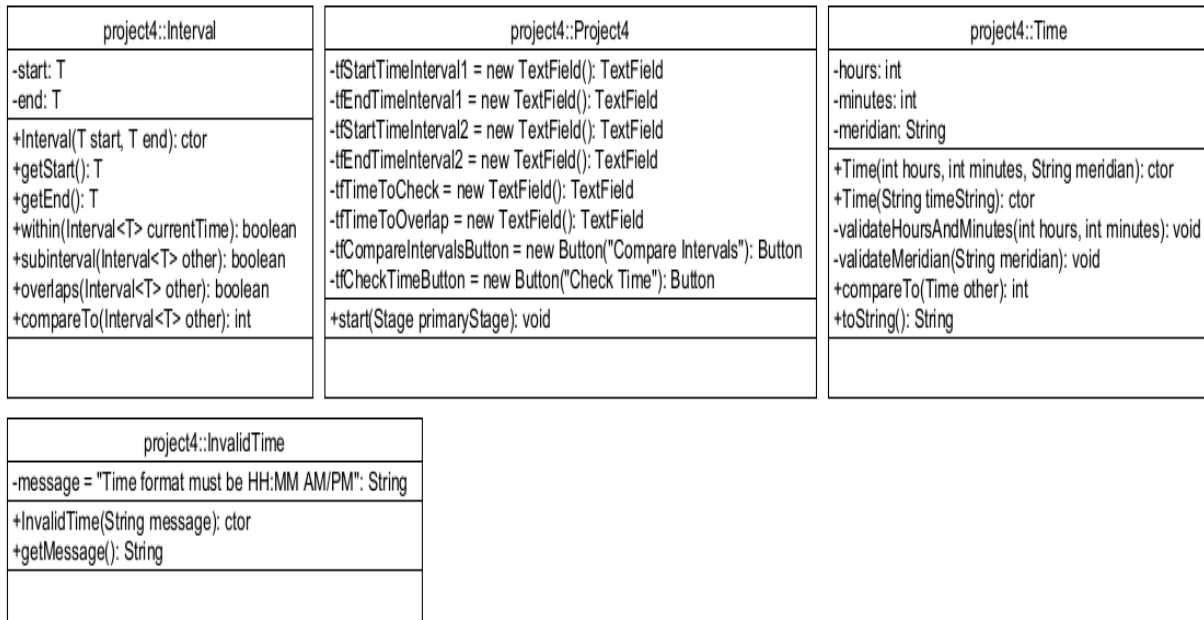 project4::Interval
-start: T
-end: T
+Interval(T start, T end): ctor
+getStart(): T
+getEnd(): T
+within(Interval<T> currentTime): boolean
+subinterval(Interval<T> other): boolean
+overlaps(Interval<T> other): boolean
+compareTo(Interval<T> other): int
project4::Project4
-tfStartTimeInterval1 = new TextField(): TextField
-tfEndTimeInterval1 = new TextField(): TextField
-tfStartTimeInterval2 = new TextField(): TextField
-tfEndTimeInterval2 = new TextField(): TextField
-tfTimeToCheck = new TextField(): TextField
-tfTimeToOverlap = new TextField(): TextField
-tfCompareIntervalsButton = new Button("Compare Intervals"): Button
-tfCheckTimeButton = new Button("Check Time"): Button
+start(Stage primaryStage): void
project4::Time
-hours: int
-minutes: int
-meridian: String
+Time(int hours, int minutes, String meridian): ctor
+Time(String timeString): ctor
-validateHoursAndMinutes(int hours, int minutes): void
-validateMeridian(String meridian): void
+compareTo(Time other): int
+toString(): String
project4::InvalidTime
-message = "Time format must be HH:MM AM/PM": String
+InvalidTime(String message): ctor
+getMessage(): String